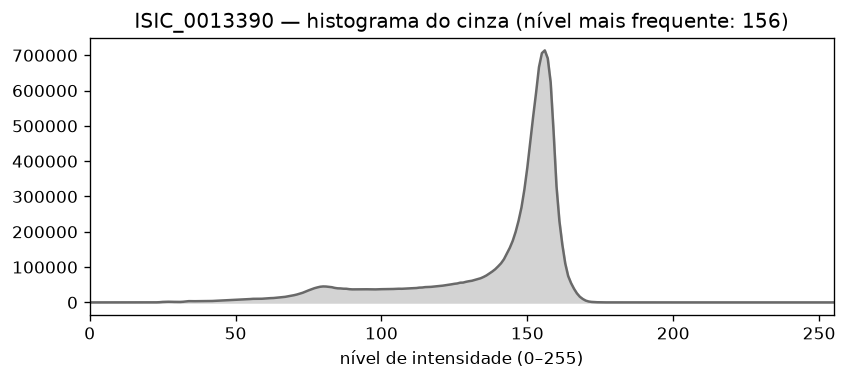 ISIC_0013390 — histograma do cinza (nível mais frequente: 156)
700000
600000
500000
400000
300000
200000
100000
0
0 50 100 150 200 250
nível de intensidade (0–255)